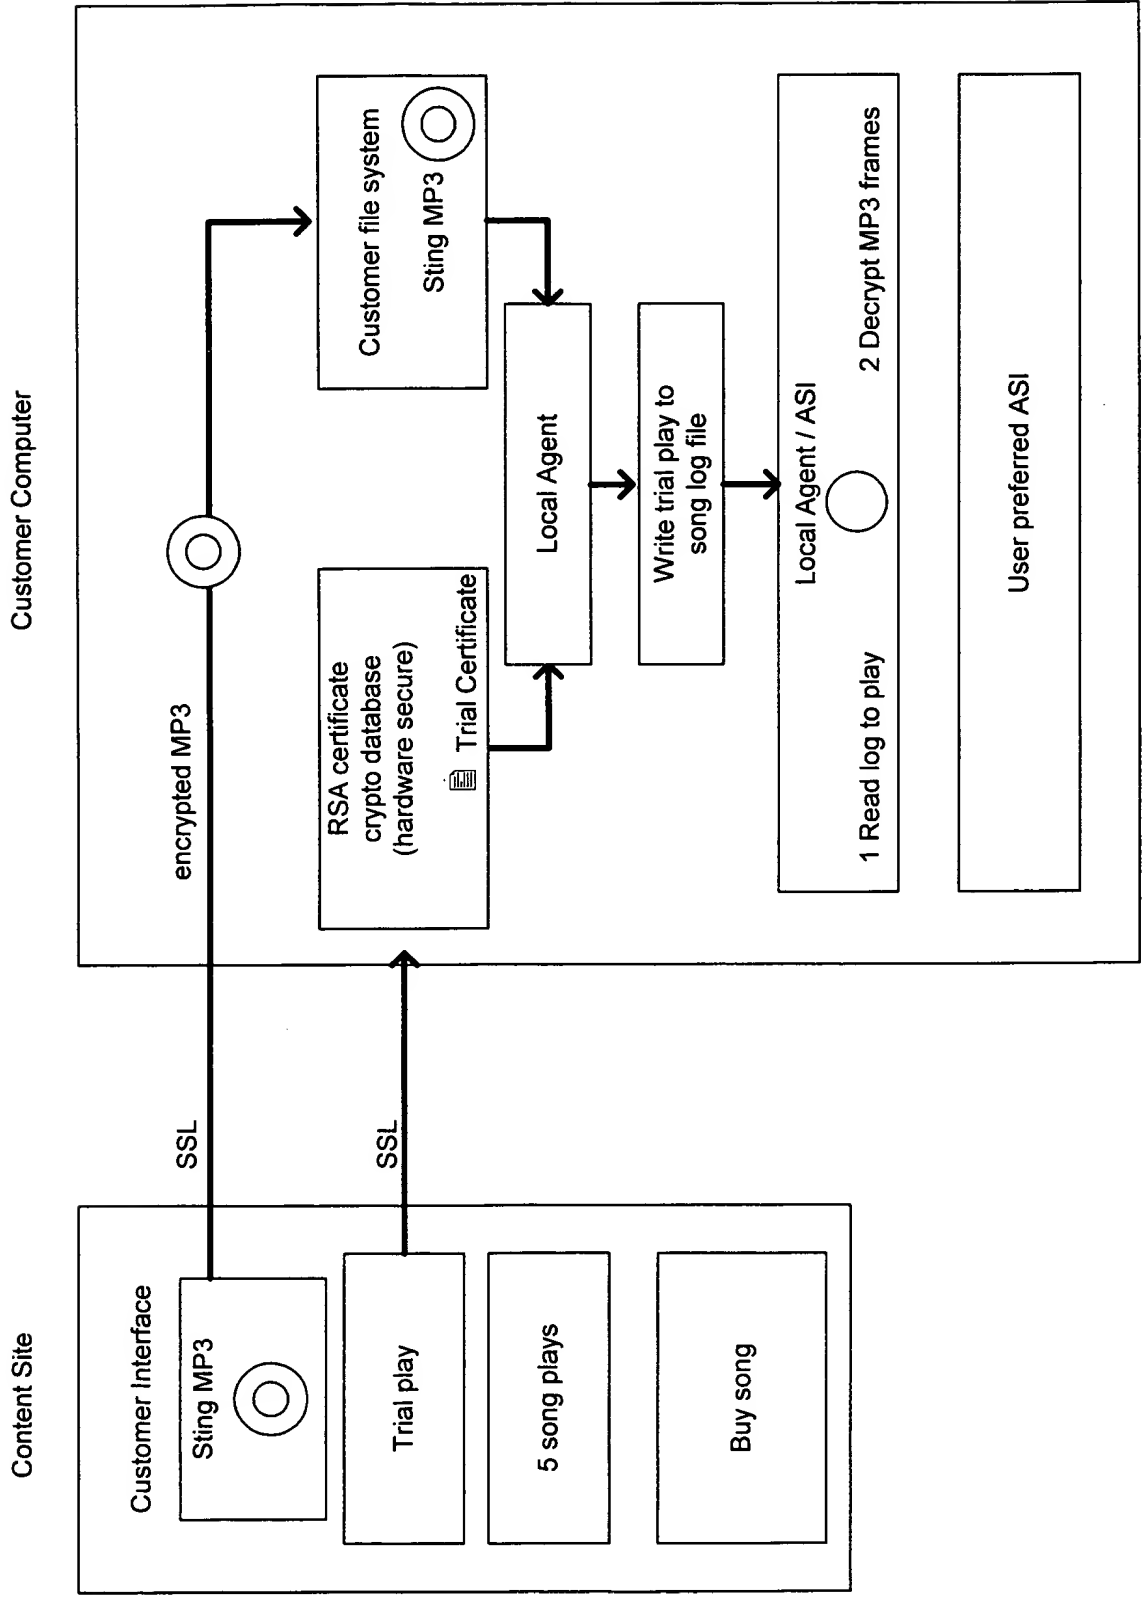 Content Site
Customer Interface
Sting MP3
Trial play
5 song plays
Buy song
SSL
encrypted MP3
SSL
Customer Computer
RSA certificate
crypto database
(hardware secure)
Trial Certificate
Customer file system
Sting MP3
Local Agent
Write trial play to
song log file
Local Agent / ASI
1 Read log to play
2 Decrypt MP3 frames
User preferred ASI